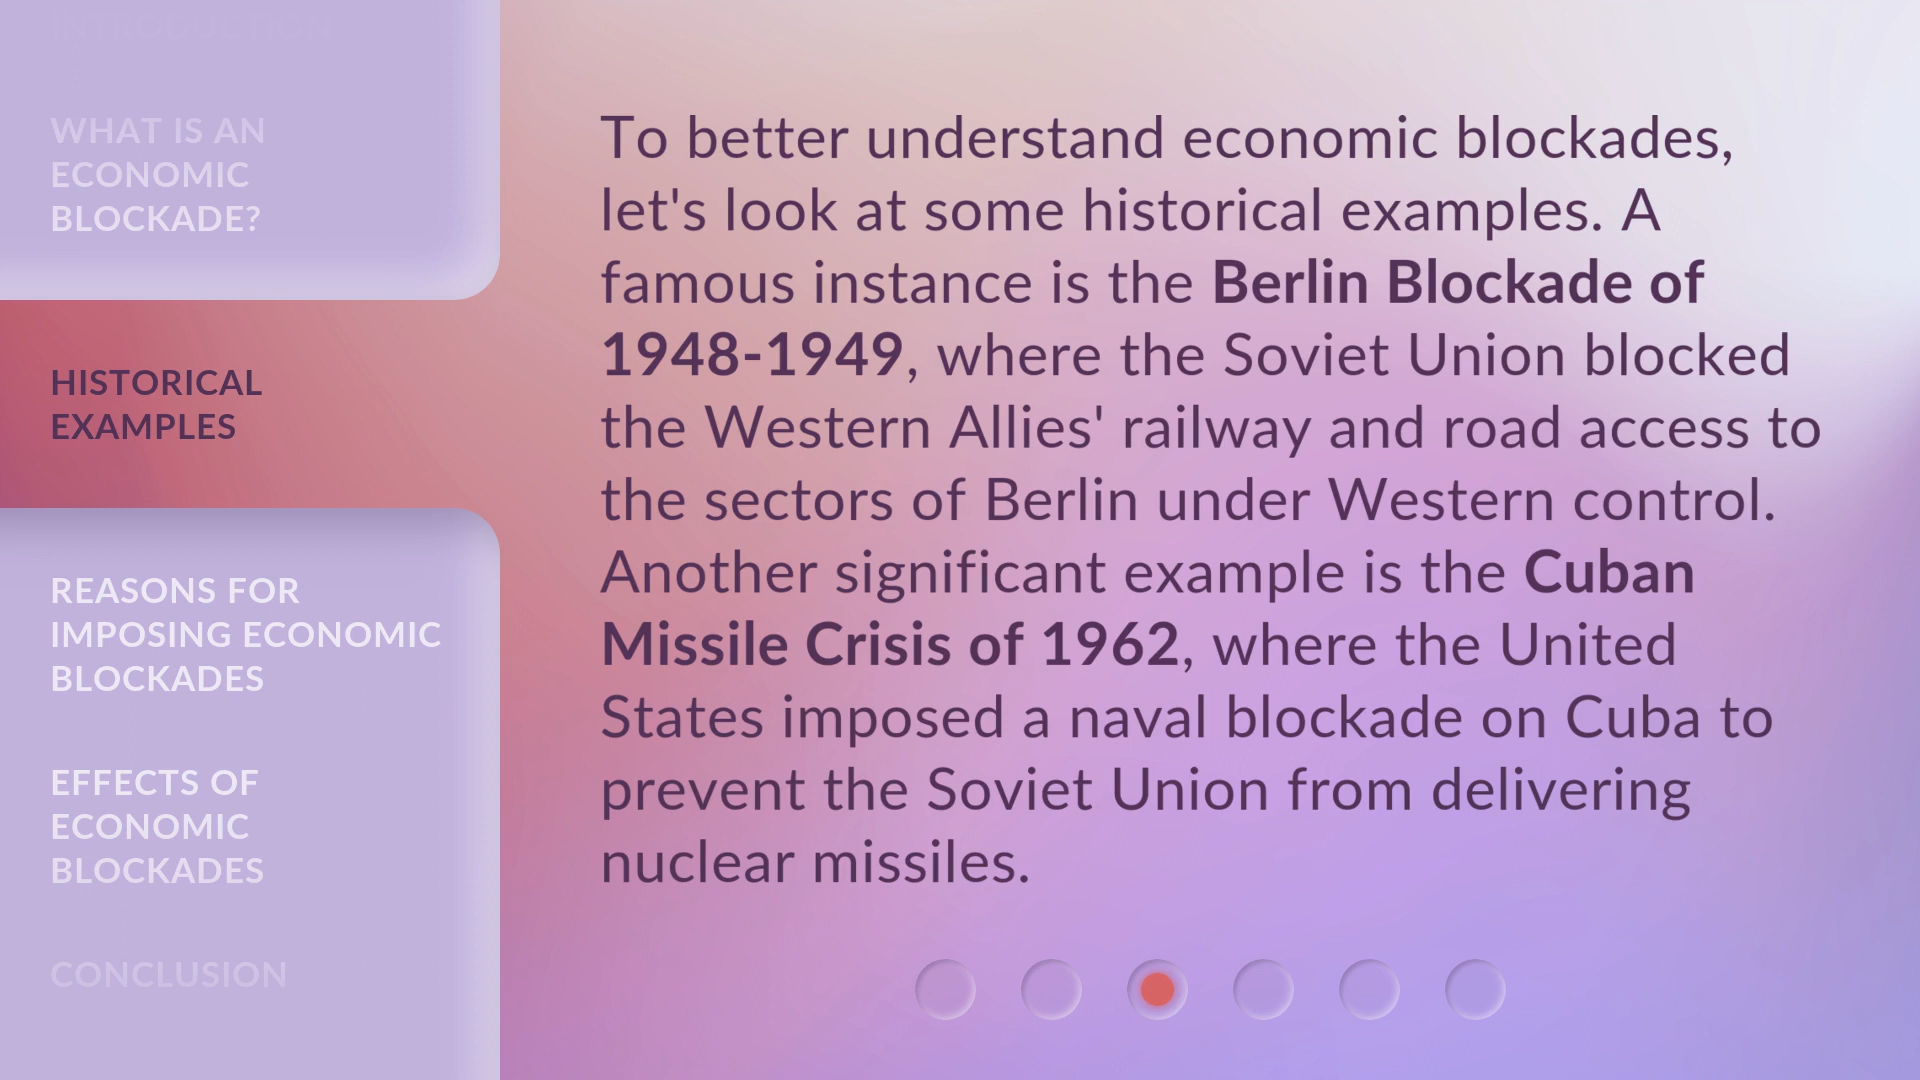 INTRODUCTION
WHAT IS AN
ECONOMIC
BLOCKADE?
HISTORICAL
EXAMPLES
REASONS FOR
IMPOSING ECONOMIC
BLOCKADES
EFFECTS OF
ECONOMIC
BLOCKADES
CONCLUSION
To better understand economic blockades,
let's look at some historical examples. A
famous instance is the Berlin Blockade of
1948-1949, where the Soviet Union blocked
the Western Allies' railway and road access to
the sectors of Berlin under Western control.
Another significant example is the Cuban
Missile Crisis of 1962, where the United
States imposed a naval blockade on Cuba to
prevent the Soviet Union from delivering
nuclear missiles.